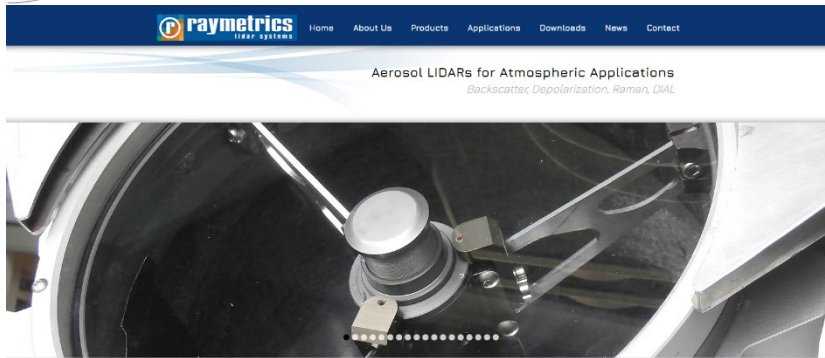 raymetrics
lidar systems
Home About Us Products Applications Downloads News Contact
Aerosol LIDARs for Atmospheric Applications
Backscatter, Depolarization, Raman, DIAL